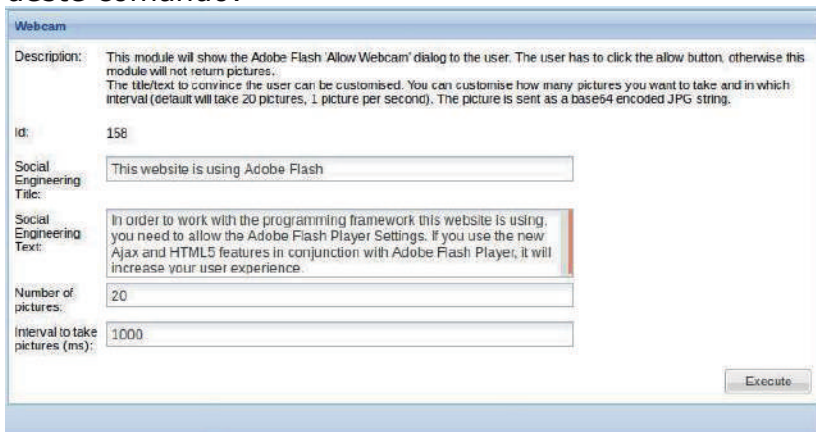 deste comando:
Webcam
Description: This module will show the Adobe Flash 'Allow Webcam' dialog to the user. The user has to click the allow button, otherwise this
module will not return pictures.
The title/text to convince the user can be customised. You can customise how many pictures you want to take and in which
interval (default will take 20 pictures, 1 picture per second). The picture is sent as a base64 encoded JPG string.
Id: 158
Social
Engineering
Title:
This website is using Adobe Flash
Social
Engineering
Text:
In order to work with the programming framework this website is using,
you need to allow the Adobe Flash Player Settings. If you use the new
Ajax and HTML5 features in conjunction with Adobe Flash Player, it will
increase your user experience.
Number of
pictures:
20
Interval to take
pictures (ms):
1000
Execute